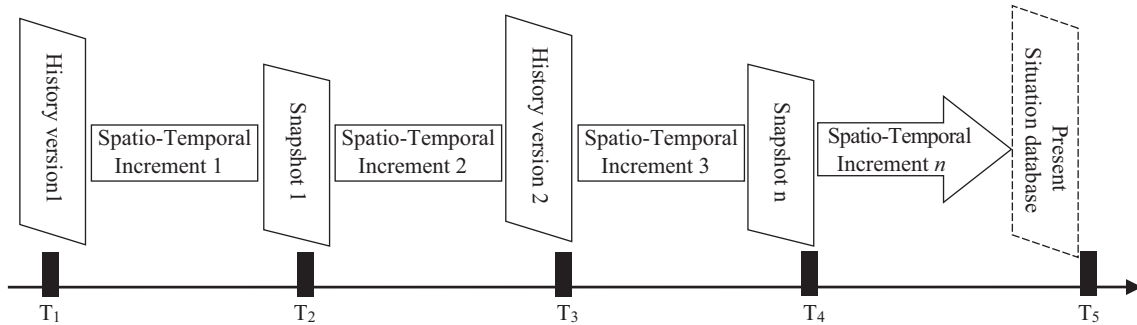 History version1
Spatio-Temporal
Increment 1
Snapshot 1
Spatio-Temporal
Increment 2
History version 2
Spatio-Temporal
Increment 3
Snapshot n
Spatio-Temporal
Increment n
Present
Situation database
T1
T2
T3
T4
T5